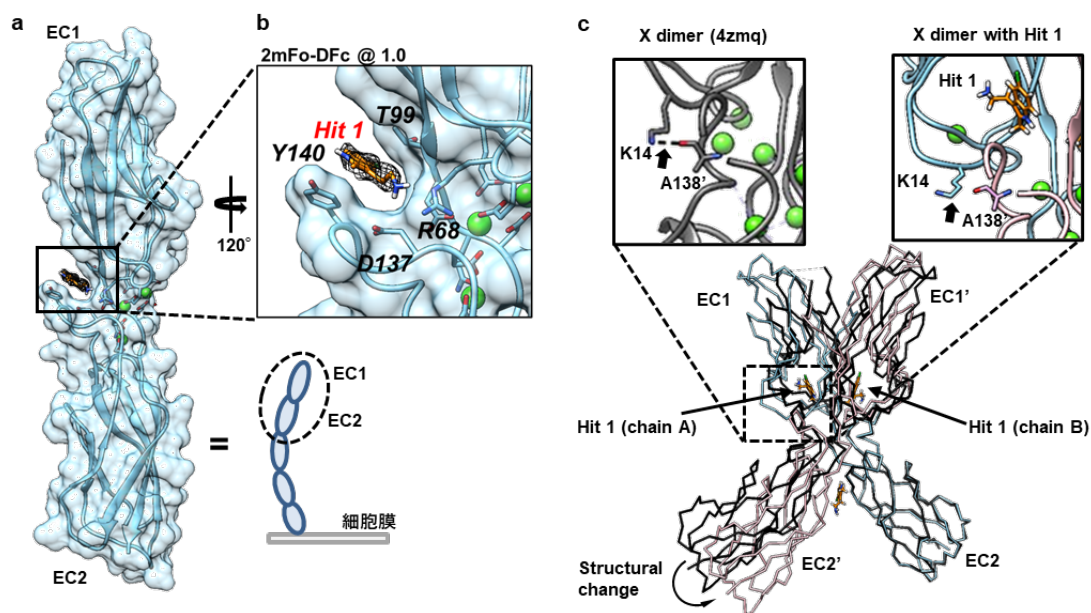 a
EC1
120°
EC2
b
2mFo-DFc @ 1.0
T99
Hit 1
Y140
R68
D137
EC1
EC2
=
細胞膜
c
X dimer (4zmq)
K14
A138'
X dimer with Hit 1
Hit 1
K14
A138'
EC1
EC1'
Hit 1 (chain A)
Hit 1 (chain B)
Structural
change
EC2'
EC2